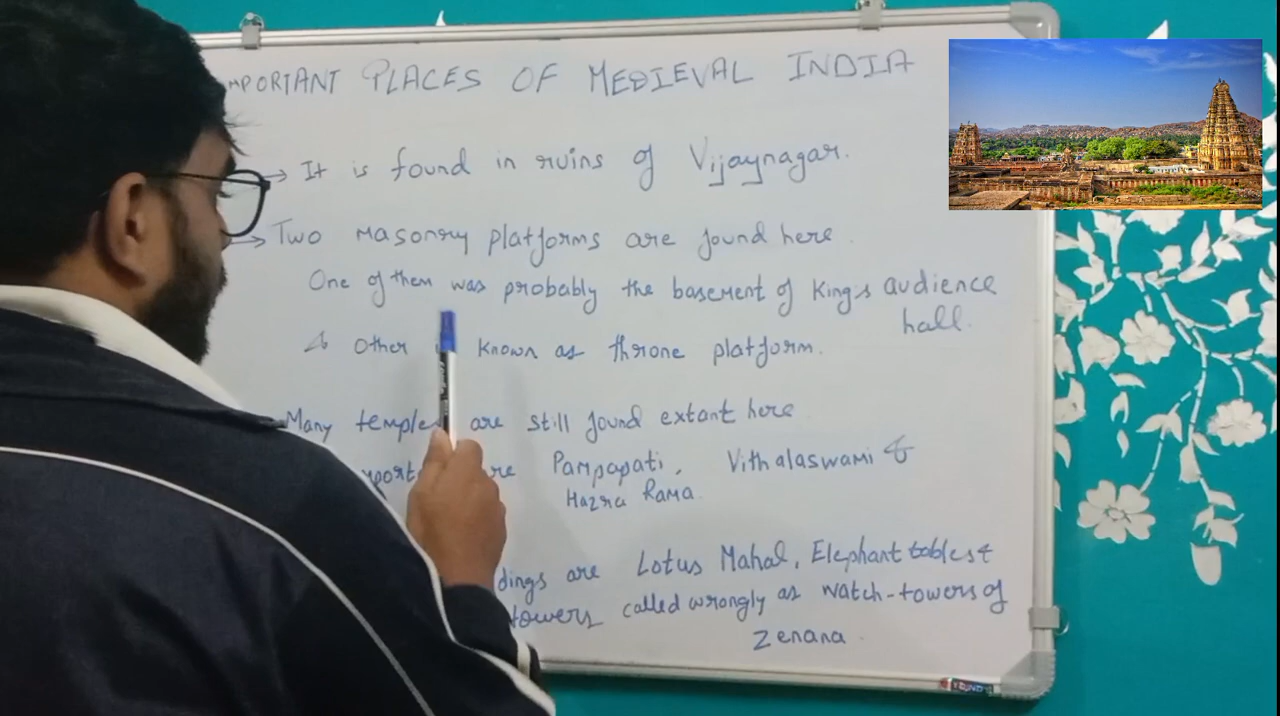 MPORTANT PLACES OF MEDIEVAL INDIA
→ It is found in ruins of Vijaynagar.
→ Two masonry platforms are found here.
One of them was probably the basement of King's audience
hall.
& other known as throne platform.
Many temple are still found extant here
Pampapati, Vithalaswami &
Hazra Rama.
dings are Lotus Mahal, Elephant tables &
towers called wrongly as watch-towers of
Zenana.